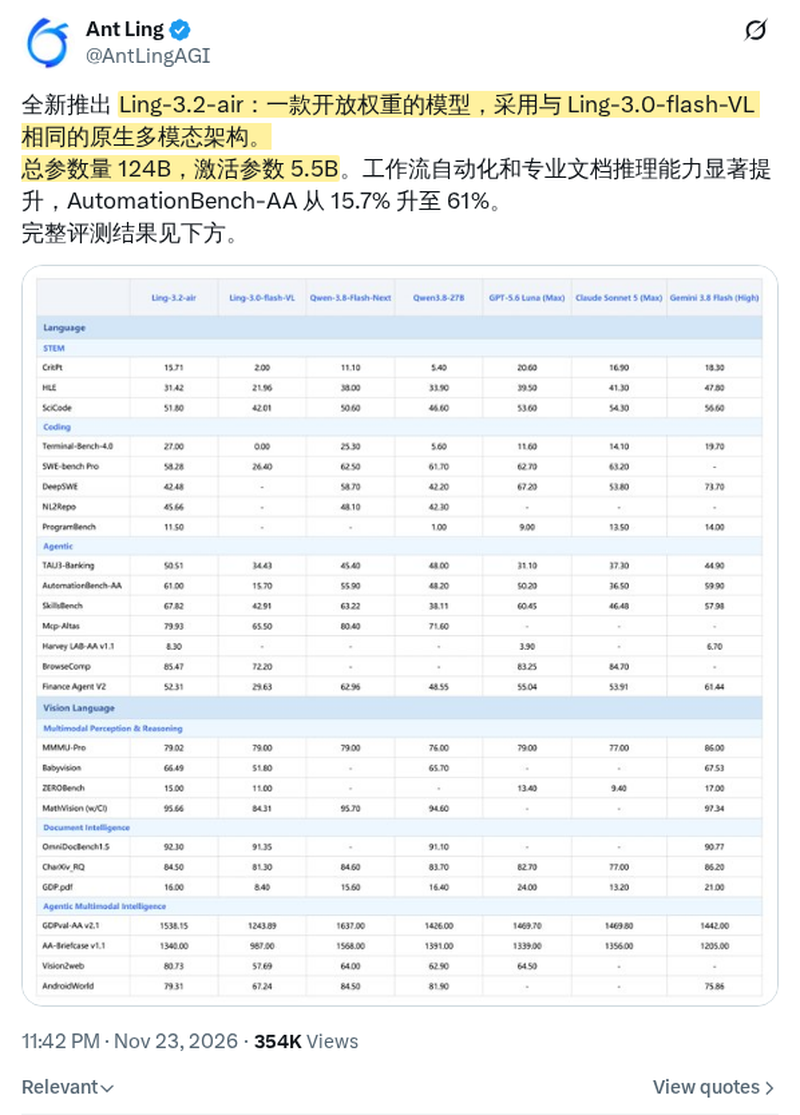 Ant Ling
@AntLingAGI
全新推出 Ling-3.2-air：一款开放权重的模型，采用与 Ling-3.0-flash-VL
相同的原生多模态架构。
总参数量 124B，激活参数 5.5B。工作流自动化和专业文档推理能力显著提
升，AutomationBench-AA 从 15.7% 升至 61%。
完整评测结果见下方。
Ling-3.2-air Ling-3.0-flash-VL Qwen-3.8-Flash-Next Qwen3.8-27B GPT-5.6 Luna (Max) Claude Sonnet 5 (Max) Gemini 3.8 Flash (High)
Language
STEM
CritPt 15.71 2.00 11.10 5.40 20.60 16.90 18.30
HLE 31.42 21.96 38.00 33.90 39.50 41.30 47.80
SciCode 51.80 42.01 50.60 46.60 53.60 54.30 56.60
Coding
Terminal-Bench-4.0 27.00 0.00 25.30 5.60 11.60 14.10 19.70
SWE-bench Pro 58.28 26.40 62.50 61.70 62.70 63.20 -
DeepSWE 42.48 - 58.70 42.20 67.20 53.80 73.70
NL2Repo 45.66 - 48.10 42.30 - - -
ProgramBench 11.50 - - 1.00 9.00 13.50 14.00
Agentic
TAU3-Banking 50.51 34.43 45.40 48.00 31.10 37.30 44.90
AutomationBench-AA 61.00 15.70 55.90 48.20 50.20 36.50 59.90
SkillsBench 67.82 42.91 63.22 38.11 60.45 46.48 57.98
Mcp-Altas 79.93 65.50 80.40 71.60 - - -
Harvey LAB-AA v1.1 8.30 - - - 3.90 - 6.70
BrowseComp 85.47 72.20 - - 83.25 84.70 -
Finance Agent V2 52.31 29.63 62.96 48.55 55.04 53.91 61.44
Vision Language
Multimodal Perception & Reasoning
MMMU-Pro 79.02 79.00 79.00 76.00 79.00 77.00 86.00
Babyvision 66.49 51.80 - 65.70 - - 67.53
ZEROBench 15.00 11.00 - - 13.40 9.40 17.00
MathVision (w/CI) 95.66 84.31 95.70 94.60 - - 97.34
Document Intelligence
OmniDocBench1.5 92.30 91.35 - 91.10 - - 90.77
CharXiv_RQ 84.50 81.30 84.60 83.70 82.70 77.00 86.20
GDP.pdf 16.00 8.40 15.60 16.40 24.00 13.20 21.00
Agentic Multimodal Intelligence
GDPval-AA v2.1 1538.15 1243.89 1637.00 1426.00 1469.70 1469.80 1442.00
AA-Briefcase v1.1 1340.00 987.00 1568.00 1391.00 1339.00 1356.00 1205.00
Vision2web 80.73 57.69 64.00 62.90 64.50 - -
AndroidWorld 79.31 67.24 84.50 81.90 - - 75.86
11:42 PM · Nov 23, 2026 · 354K Views
Relevant View quotes